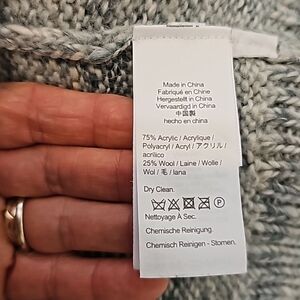 Made in China
Fabriqué en Chine
Hergestellt in China
Vervaardigd in China
中国製
hecho en china
75% Acrylic / Acrylique /
Polyacryl / Acryl / アクリル /
acrílico
25% Wool / Laine / Wolle /
Wol / 毛 / lana
Dry Clean.
P
Nettoyage À Sec.
Chemische Reinigung.
Chemisch Reinigen - Stomen.